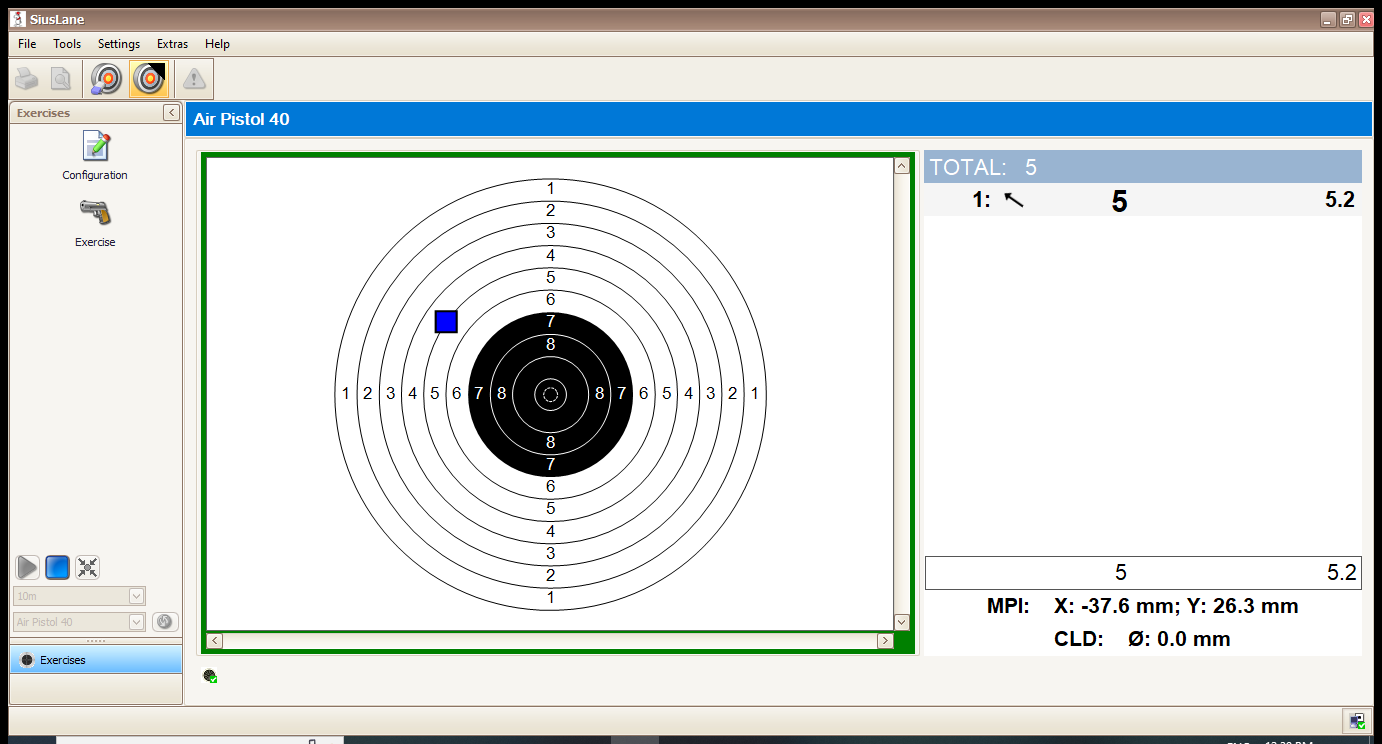 SiusLane
File Tools Settings Extras Help
Exercises
Configuration
Exercise
10m
Air Pistol 40
Exercises
Air Pistol 40
1
2
3
4
5
6
7
8
1 2 3 4 5 6 7 8 8 7 6 5 4 3 2 1
8
7
6
5
4
3
2
1
TOTAL: 5
1: 5 5.2
5 5.2
MPI: X: -37.6 mm; Y: 26.3 mm
CLD: Ø: 0.0 mm